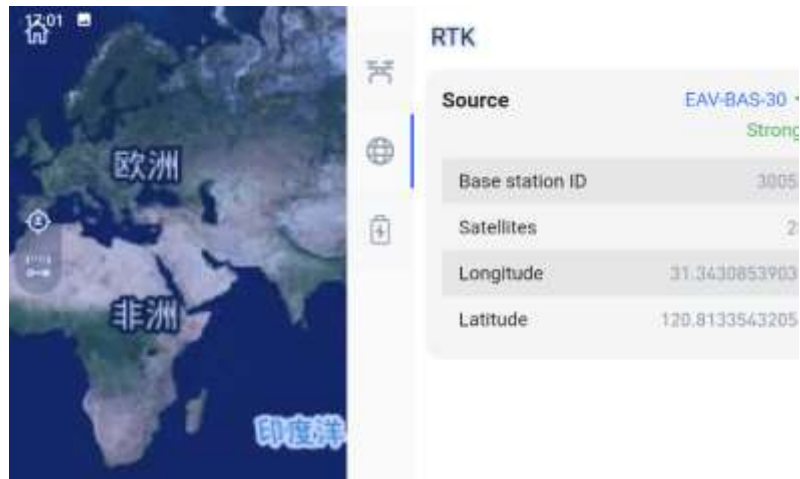 17:01
欧洲
非洲
印度洋
RTK
Source EAV-BAS-30
Strong
Base station ID 3005
Satellites
Longitude 31.3430853903
Latitude 120.8133543205